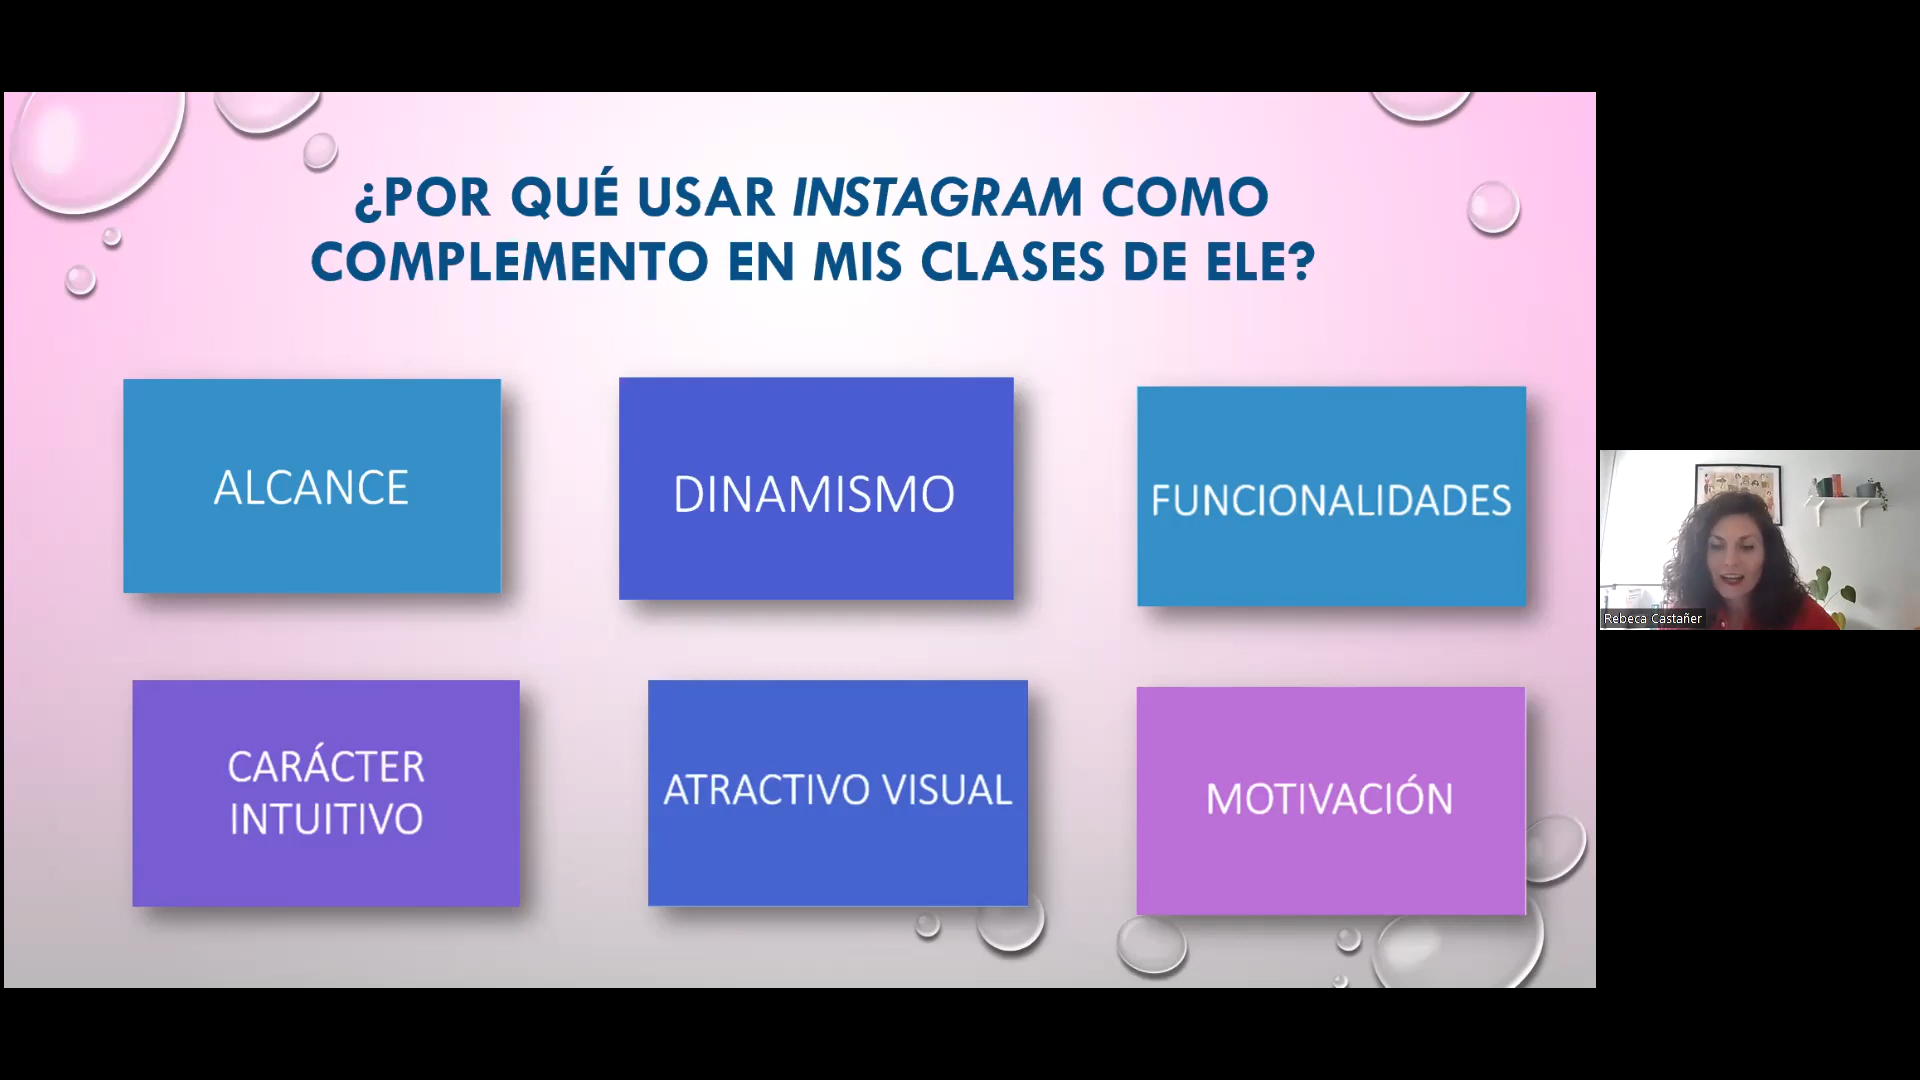 ¿POR QUÉ USAR INSTAGRAM COMO
COMPLEMENTO EN MIS CLASES DE ELE?
ALCANCE
DINAMISMO
FUNCIONALIDADES
CARÁCTER
INTUITIVO
ATRACTIVO VISUAL
MOTIVACIÓN
Rebeca Castañer